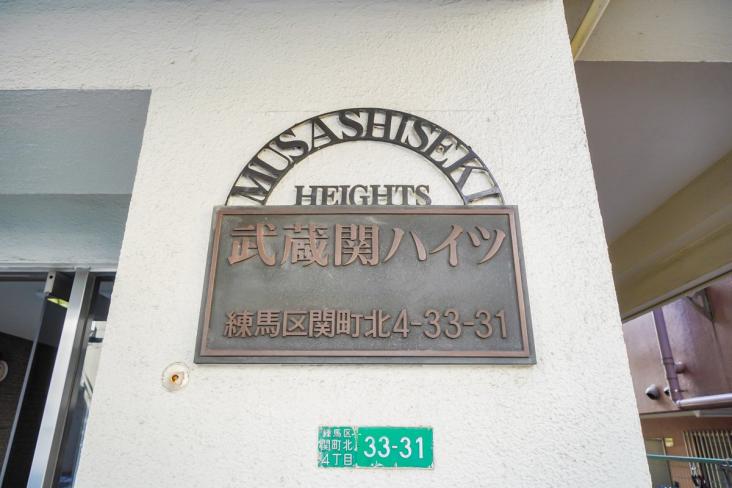 MUSASHISEKI
HEIGHTS
武蔵関ハイツ
練馬区関町北4-33-31
練馬区
関町北
4丁目
33-31